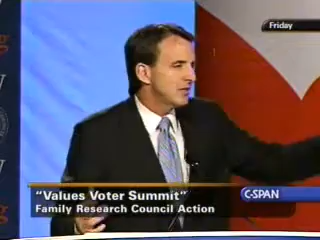 Friday
"Values Voter Summit"
C-SPAN
Family Research Council Action